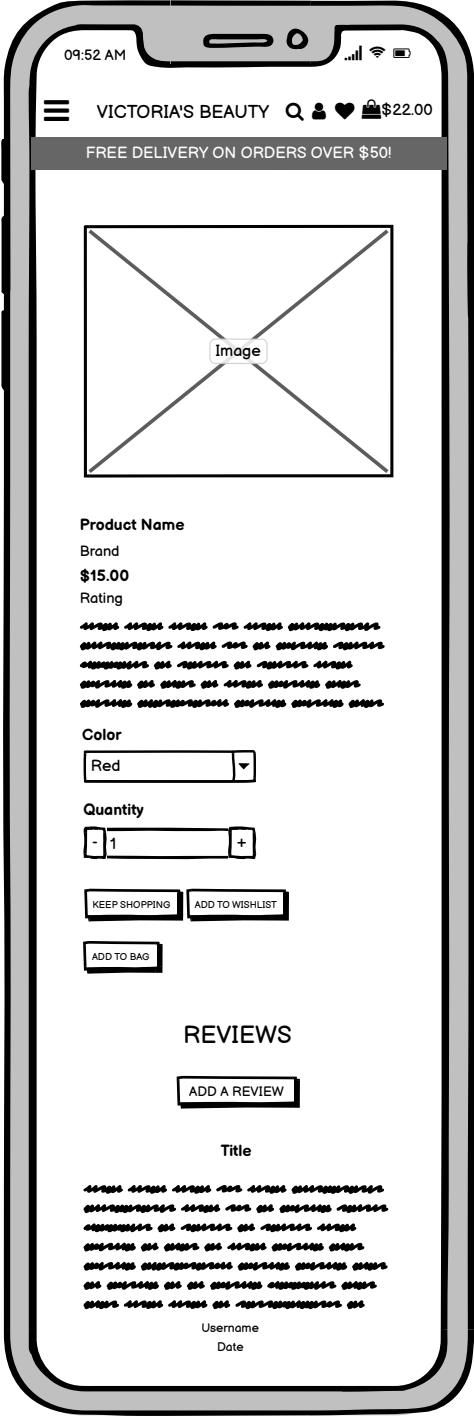 09:52 AM
VICTORIA'S BEAUTY $22.00
FREE DELIVERY ON ORDERS OVER $50!
Image
Product Name
Brand
$15.00
Rating
Color
Red
Quantity
- 1 +
KEEP SHOPPING ADD TO WISHLIST
ADD TO BAG
REVIEWS
ADD A REVIEW
Title
Username
Date